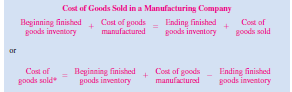 Cost of Goods Sold in a Manufacturing Company
Beginning finished goods inventory + Cost of goods manufactured = Ending finished goods inventory + Cost of goods sold
or
Cost of goods sold* = Beginning finished goods inventory + Cost of goods manufactured − Ending finished goods inventory